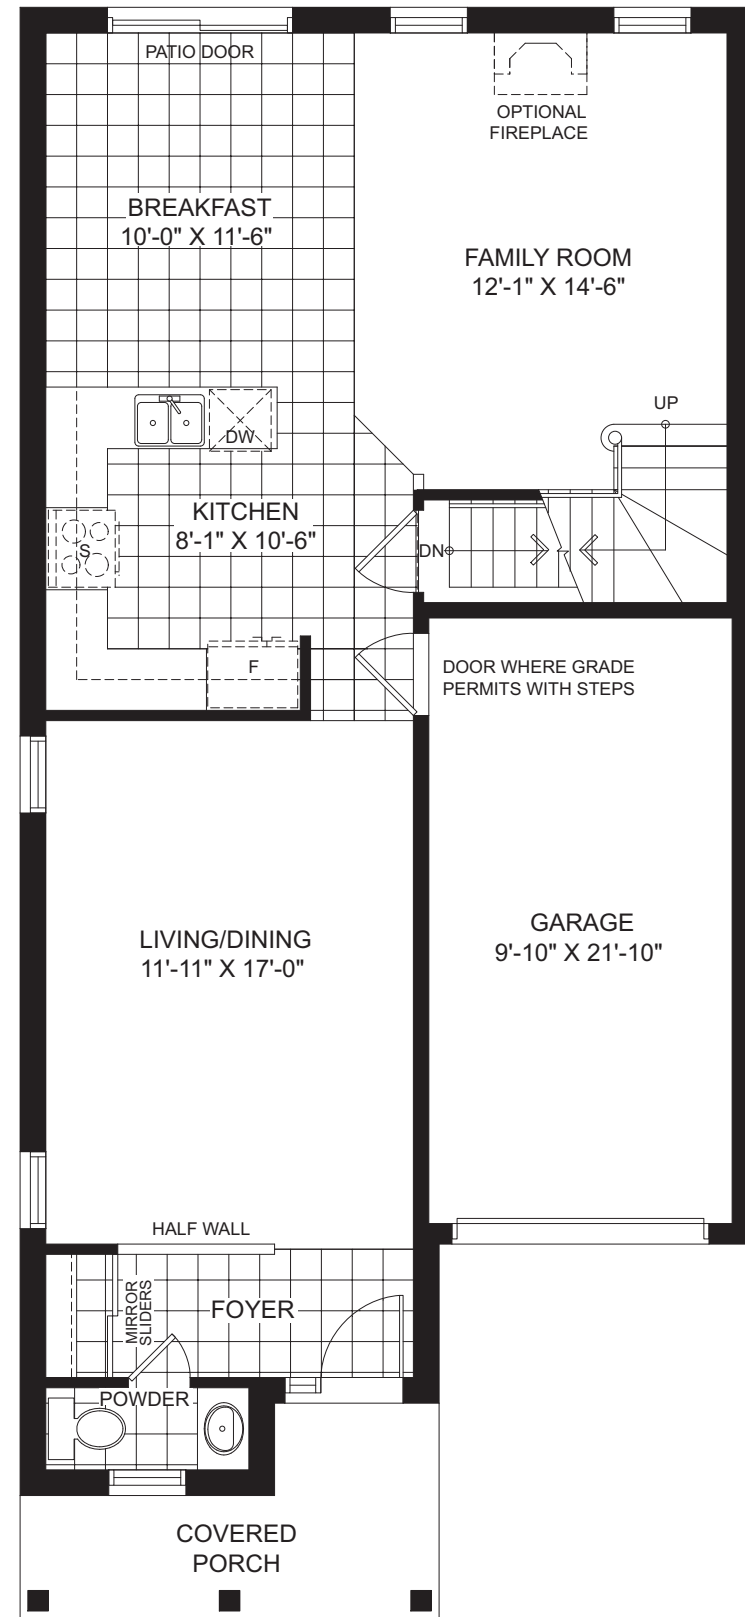 PATIO DOOR
OPTIONAL
FIREPLACE
BREAKFAST
10'-0" X 11'-6"
FAMILY ROOM
12'-1" X 14'-6"
UP
DW
KITCHEN
8'-1" X 10'-6"
S
DN
F
DOOR WHERE GRADE
PERMITS WITH STEPS
LIVING/DINING
11'-11" X 17'-0"
GARAGE
9'-10" X 21'-10"
HALF WALL
MIRROR
SLIDERS
FOYER
POWDER
COVERED
PORCH